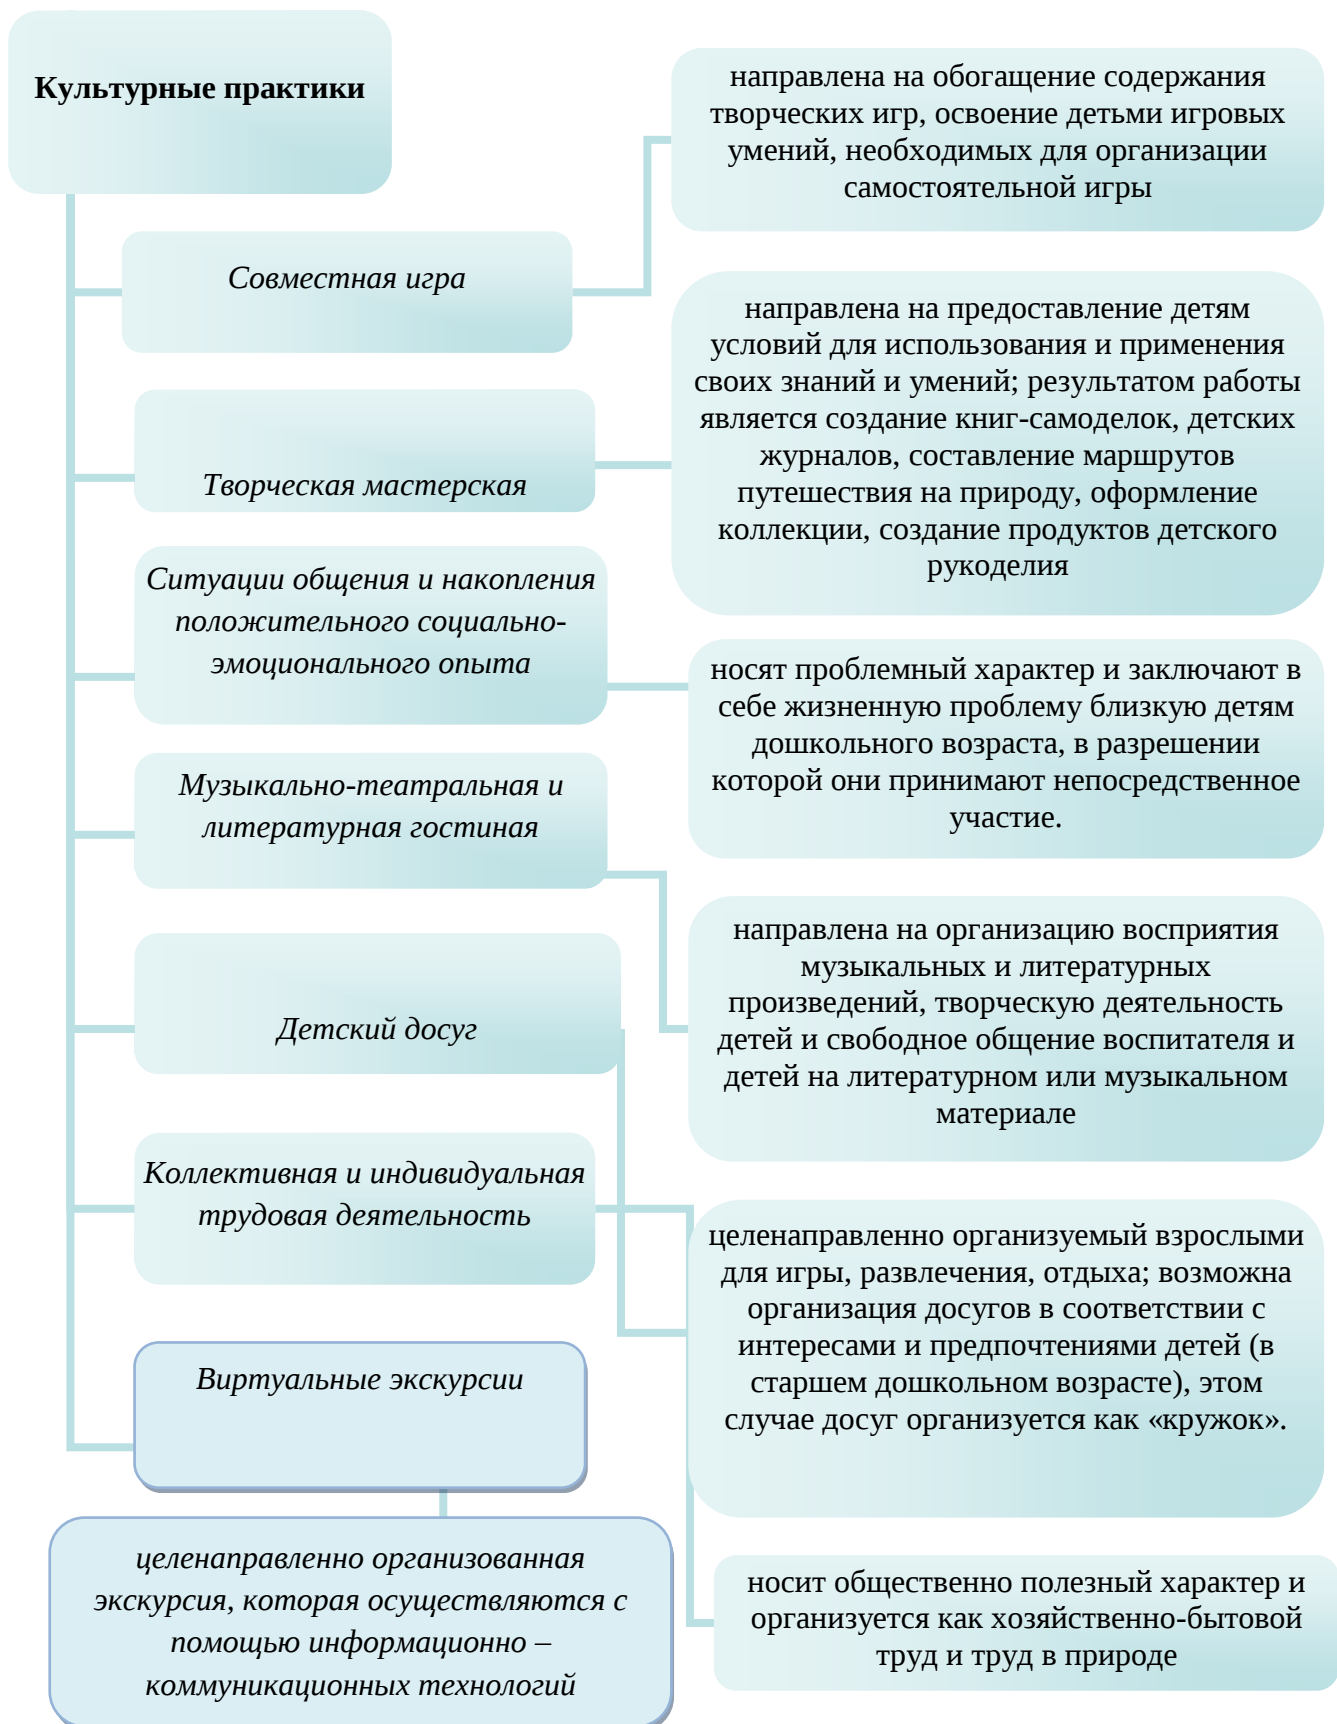 Культурные практики
направлена на обогащение содержания
творческих игр, освоение детьми игровых
умений, необходимых для организации
самостоятельной игры
Совместная игра
направлена на предоставление детям
условий для использования и применения
своих знаний и умений; результатом работы
является создание книг-самоделок, детских
журналов, составление маршрутов
путешествия на природу, оформление
коллекции, создание продуктов детского
рукоделия
Творческая мастерская
Ситуации общения и накопления
положительного социально-
эмоционального опыта
носят проблемный характер и заключают в
себе жизненную проблему близкую детям
дошкольного возраста, в разрешении
которой они принимают непосредственное
участие.
Музыкально-театральная и
литературная гостиная
направлена на организацию восприятия
музыкальных и литературных
произведений, творческую деятельность
детей и свободное общение воспитателя и
детей на литературном или музыкальном
материале
Детский досуг
Коллективная и индивидуальная
трудовая деятельность
целенаправленно организуемый взрослыми
для игры, развлечения, отдыха; возможна
организация досугов в соответствии с
интересами и предпочтениями детей (в
старшем дошкольном возрасте), этом
случае досуг организуется как «кружок».
Виртуальные экскурсии
целенаправленно организованная
экскурсия, которая осуществляются с
помощью информационно –
коммуникационных технологий
носит общественно полезный характер и
организуется как хозяйственно-бытовой
труд и труд в природе